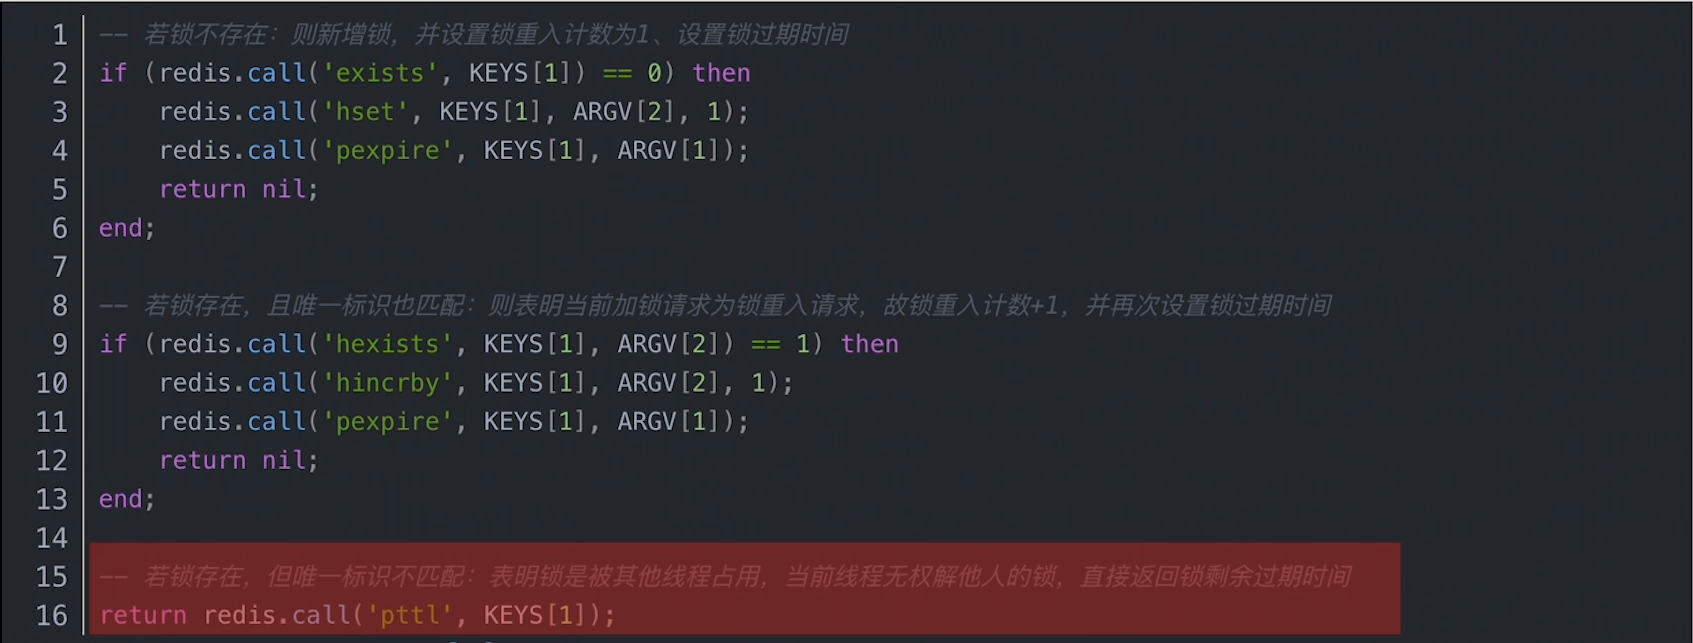 1 -- 若锁不存在：则新增锁，并设置锁重入计数为1、设置锁过期时间
2 if (redis.call('exists', KEYS[1]) == 0) then
3     redis.call('hset', KEYS[1], ARGV[2], 1);
4     redis.call('pexpire', KEYS[1], ARGV[1]);
5     return nil;
6 end;
7
8 -- 若锁存在，且唯一标识也匹配：则表明当前加锁请求为锁重入请求，故锁重入计数+1，并再次设置锁过期时间
9 if (redis.call('hexists', KEYS[1], ARGV[2]) == 1) then
10     redis.call('hincrby', KEYS[1], ARGV[2], 1);
11     redis.call('pexpire', KEYS[1], ARGV[1]);
12     return nil;
13 end;
14
15 -- 若锁存在，但唯一标识不匹配：表明锁是被其他线程占用，当前线程无权解他人的锁，直接返回锁剩余过期时间
16 return redis.call('pttl', KEYS[1]);